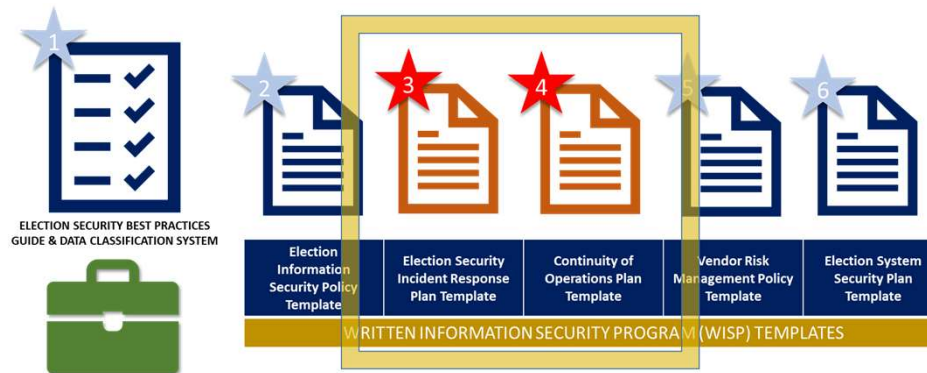 1
2
3
4
5
6
ELECTION SECURITY BEST PRACTICES
GUIDE & DATA CLASSIFICATION SYSTEM
Election
Information
Security Policy
Template
Election Security
Incident Response
Plan Template
Continuity of
Operations Plan
Template
Vendor Risk
Management Policy
Template
Election System
Security Plan
Template
WRITTEN INFORMATION SECURITY PROGRAM (WISP) TEMPLATES